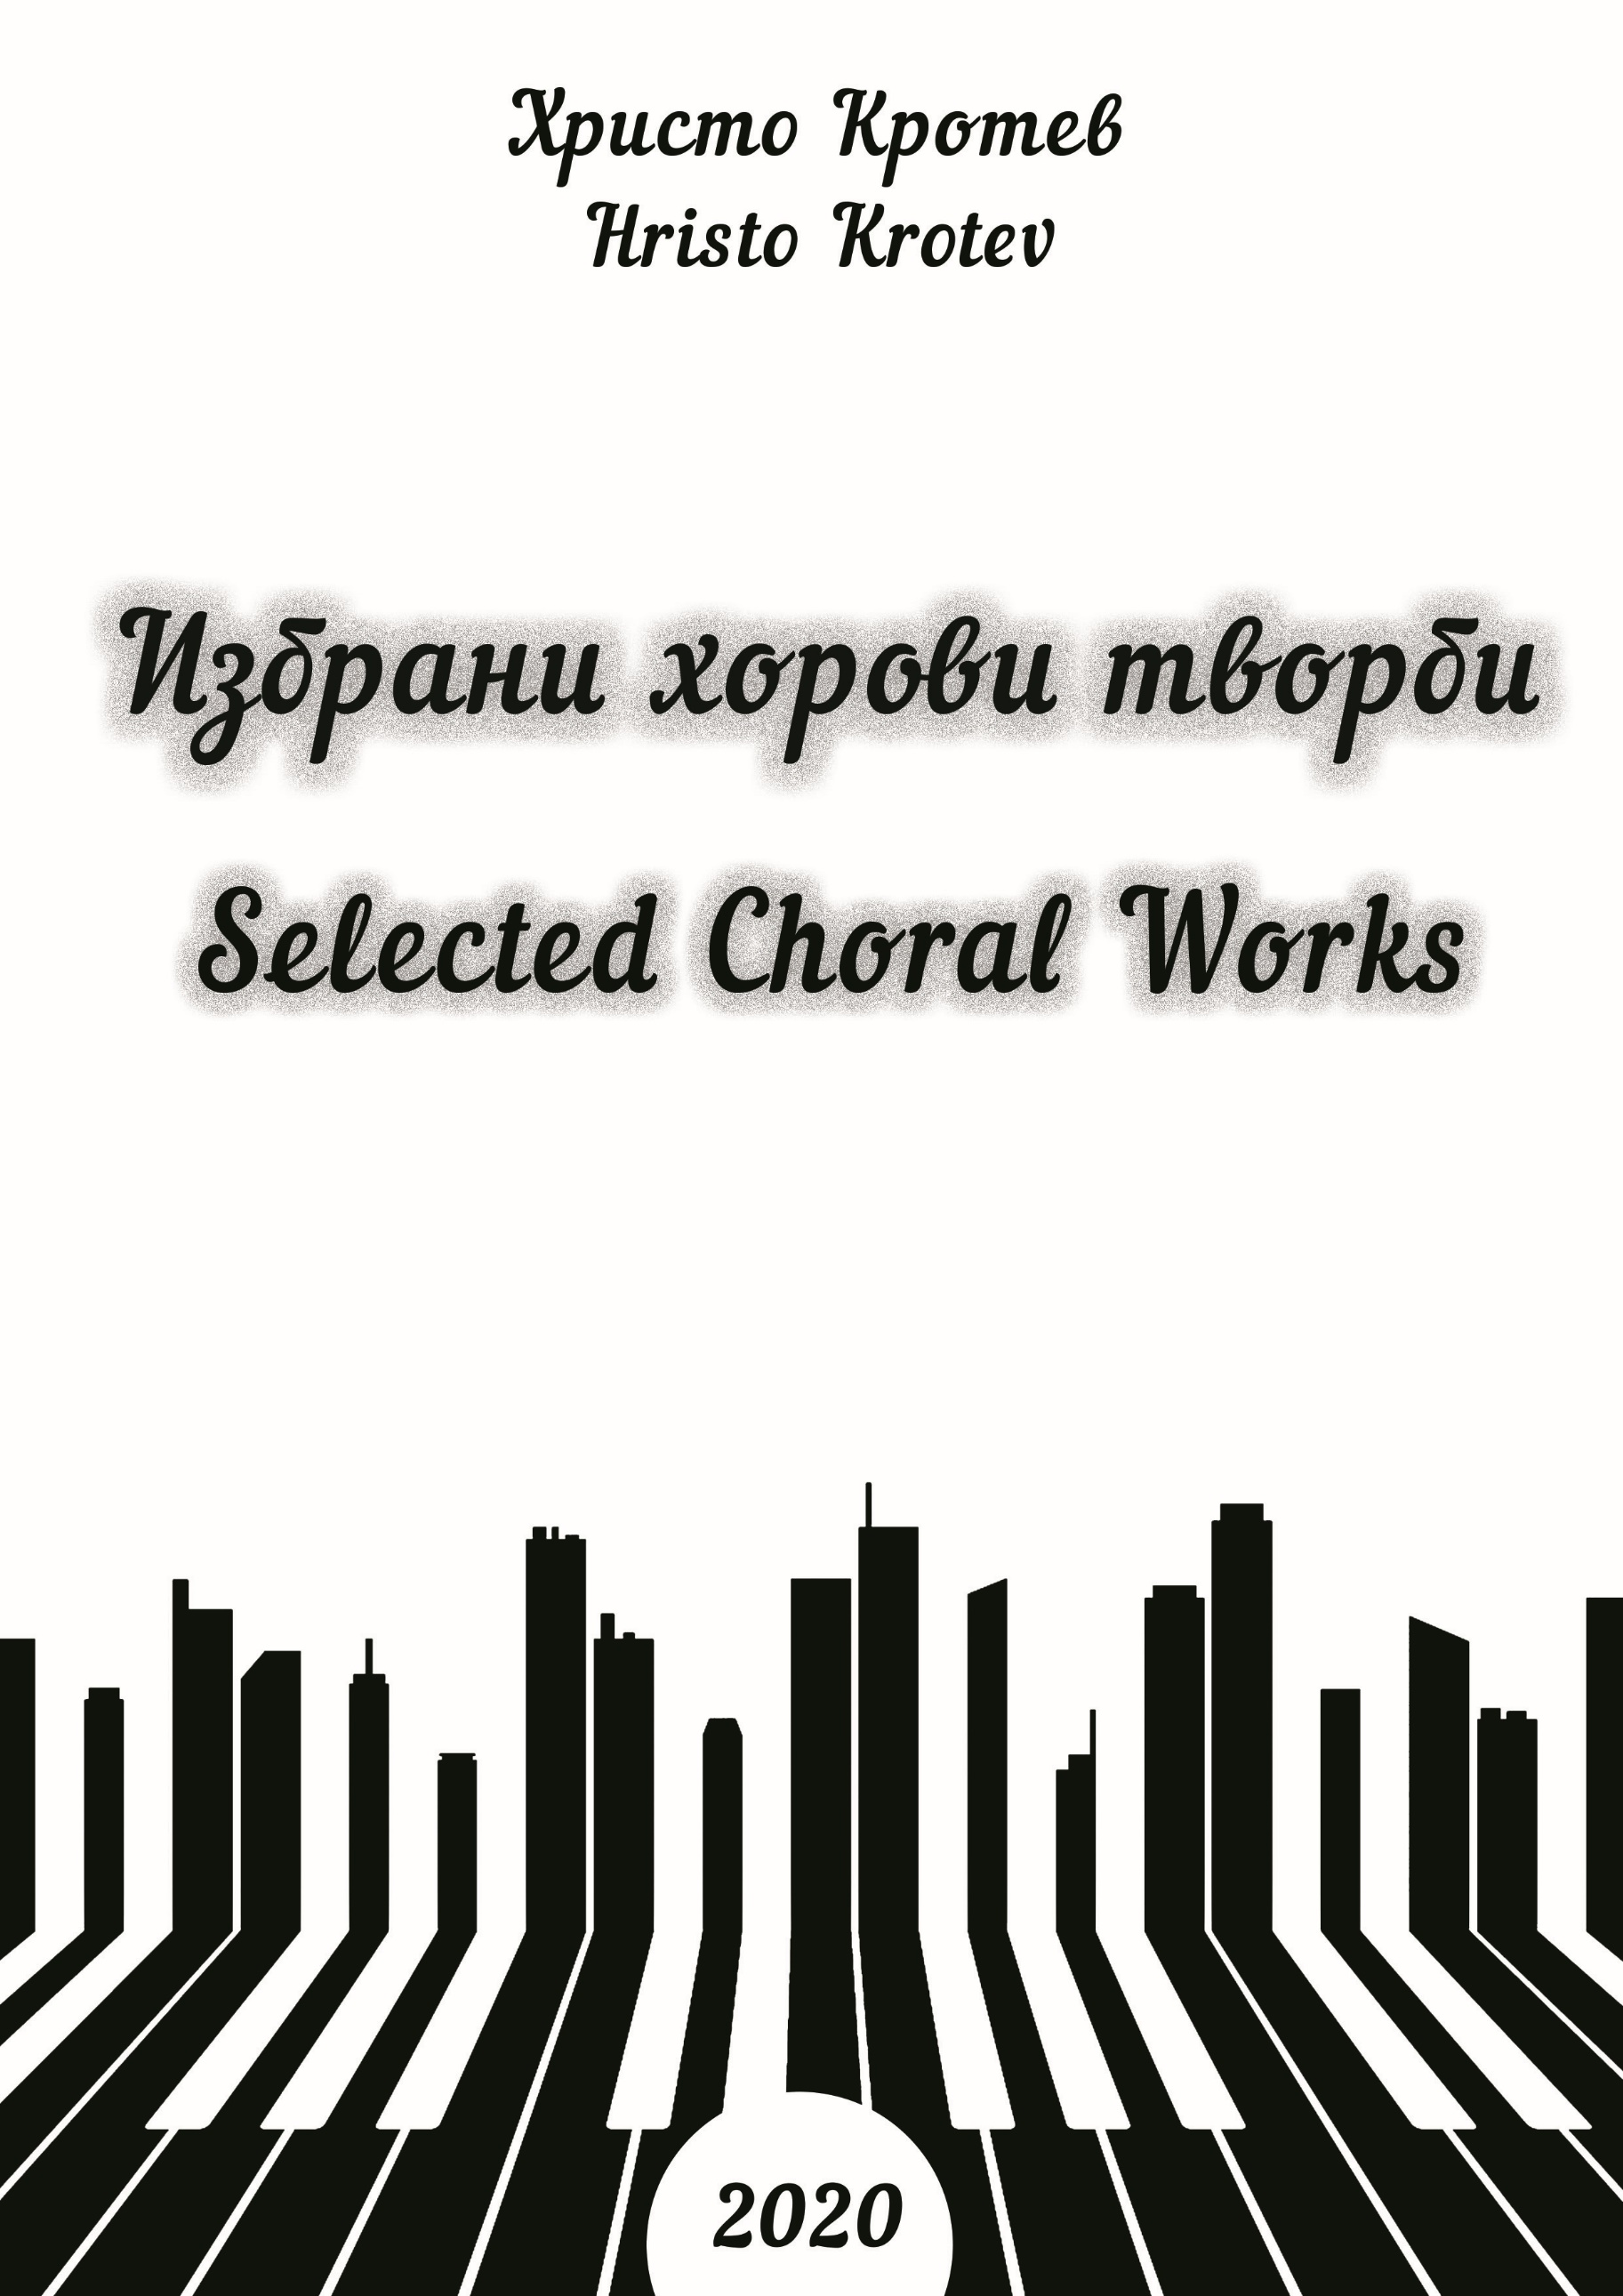 Христо Кротев
Hristo Krotev
Избрани хорови творби
Selected Choral Works
2020